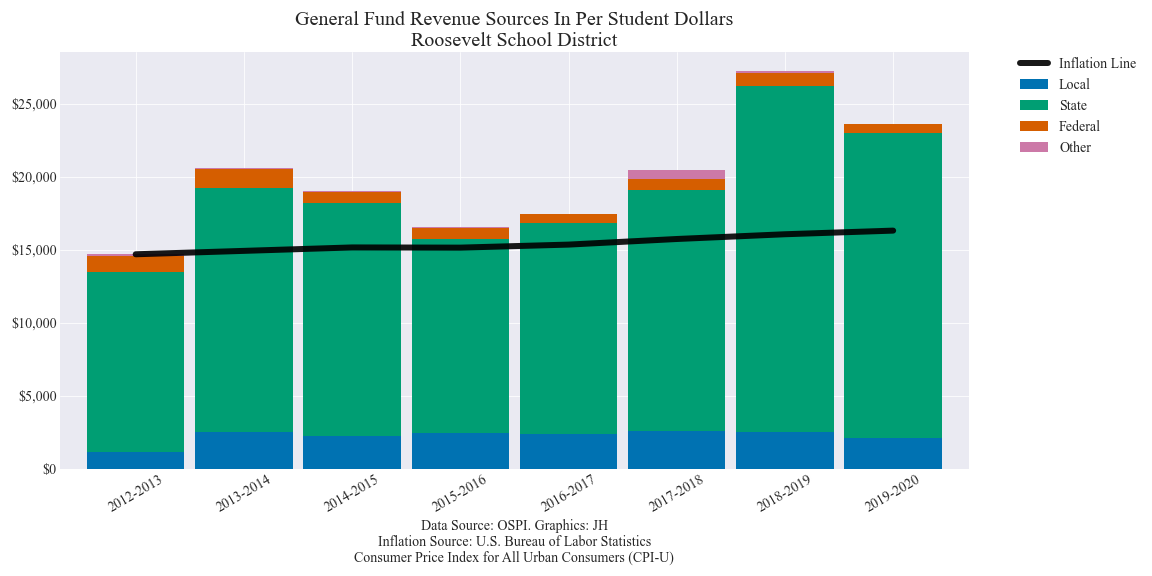 General Fund Revenue Sources In Per Student Dollars
Roosevelt School District
$25,000
$20,000
$15,000
$10,000
$5,000
$0
2012-2013
2013-2014
2014-2015
2015-2016
2016-2017
2017-2018
2018-2019
2019-2020
Inflation Line
Local
State
Federal
Other
Data Source: OSPI. Graphics: JH
Inflation Source: U.S. Bureau of Labor Statistics
Consumer Price Index for All Urban Consumers (CPI-U)